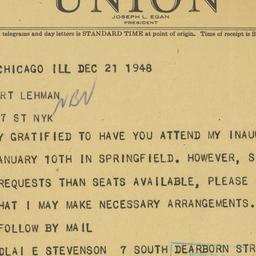 UNION
JOSEPH L. EGAN
PRESIDENT
telegrams and day letters is STANDARD TIME at point of origin. Time of receipt is
CHICAGO ILL DEC 21 1948
RT LEHMAN
NBN
7 ST NYK
Y GRATIFIED TO HAVE YOU ATTEND MY INAU
ANUARY 10TH IN SPRINGFIELD. HOWEVER, S
REQUESTS THAN SEATS AVAILABLE, PLEASE
HAT I MAY MAKE NECESSARY ARRANGEMENTS.
FOLLOW BY MAIL
DLAI E STEVENSON 7 SOUTH DEARBORN STR